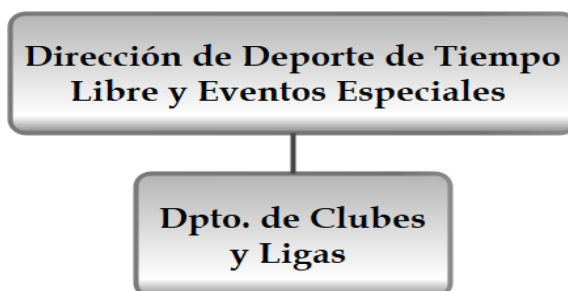 Dirección de Deporte de Tiempo
Libre y Eventos Especiales
Dpto. de Clubes
y Ligas